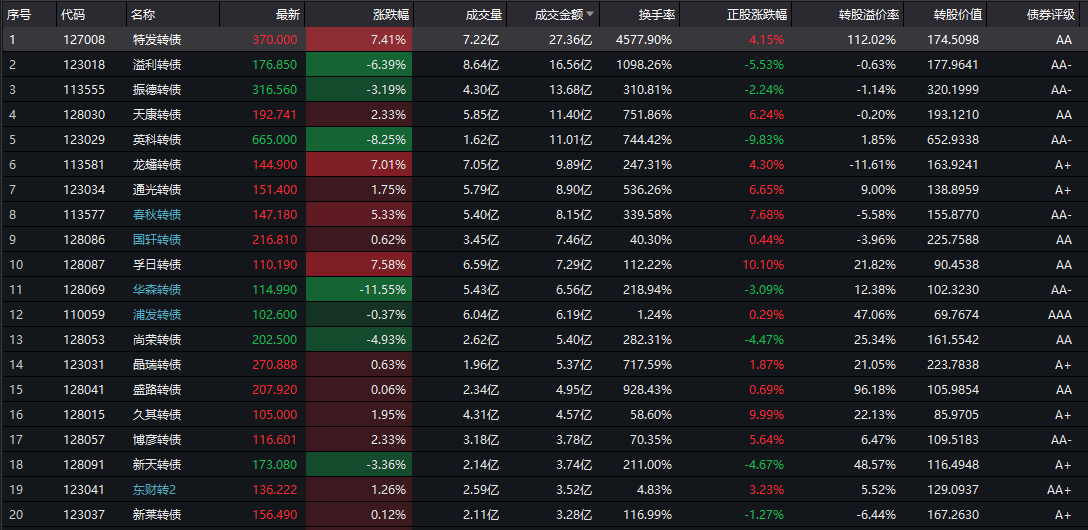 序号 代码 名称 最新 涨跌幅 成交量 成交金额 换手率 正股涨跌幅 转股溢价率 转股价值 债券评级
1 127008 特发转债 370.000 7.41% 7.22亿 27.36亿 4577.90% 4.15% 112.02% 174.5098 AA
2 123018 溢利转债 176.850 -6.39% 8.64亿 16.56亿 1098.26% -5.53% -0.63% 177.9641 AA-
3 113555 振德转债 316.560 -3.19% 4.30亿 13.68亿 310.81% -2.24% -1.14% 320.1999 AA-
4 128030 天康转债 192.741 2.33% 5.85亿 11.40亿 751.86% 6.24% -0.20% 193.1210 AA
5 123029 英科转债 665.000 -8.25% 1.62亿 11.01亿 744.42% -9.83% 1.85% 652.9338 AA-
6 113581 龙蟠转债 144.900 7.01% 7.05亿 9.89亿 247.31% 4.30% -11.61% 163.9241 A+
7 123034 通光转债 151.400 1.75% 5.79亿 8.90亿 536.26% 6.65% 9.00% 138.8959 A+
8 113577 春秋转债 147.180 5.33% 5.40亿 8.15亿 339.58% 7.68% -5.58% 155.8770 AA-
9 128086 国轩转债 216.810 0.62% 3.45亿 7.46亿 40.30% 0.44% -3.96% 225.7588 AA
10 128087 孚日转债 110.190 7.58% 6.59亿 7.29亿 112.22% 10.10% 21.82% 90.4538 AA
11 128069 华森转债 114.990 -11.55% 5.43亿 6.56亿 218.94% -3.09% 12.38% 102.3230 AA-
12 110059 浦发转债 102.600 -0.37% 6.04亿 6.19亿 1.24% 0.29% 47.06% 69.7674 AAA
13 128053 尚荣转债 202.500 -4.93% 2.62亿 5.40亿 282.31% -4.47% 25.34% 161.5542 AA
14 123031 晶瑞转债 270.888 0.63% 1.96亿 5.37亿 717.59% 1.87% 21.05% 223.7838 A+
15 128041 盛路转债 207.920 0.06% 2.34亿 4.95亿 928.43% 0.69% 96.18% 105.9854 AA
16 128015 久其转债 105.000 1.95% 4.31亿 4.57亿 58.60% 9.99% 22.13% 85.9705 A+
17 128057 博彦转债 116.601 2.33% 3.18亿 3.78亿 70.35% 5.64% 6.47% 109.5183 AA-
18 128091 新天转债 173.080 -3.36% 2.14亿 3.74亿 211.00% -4.67% 48.57% 116.4948 A+
19 123041 东财转2 136.222 1.26% 2.59亿 3.52亿 4.83% 3.23% 5.52% 129.0937 AA+
20 123037 新莱转债 156.490 0.12% 2.11亿 3.28亿 116.99% -1.27% -6.44% 167.2630 A+